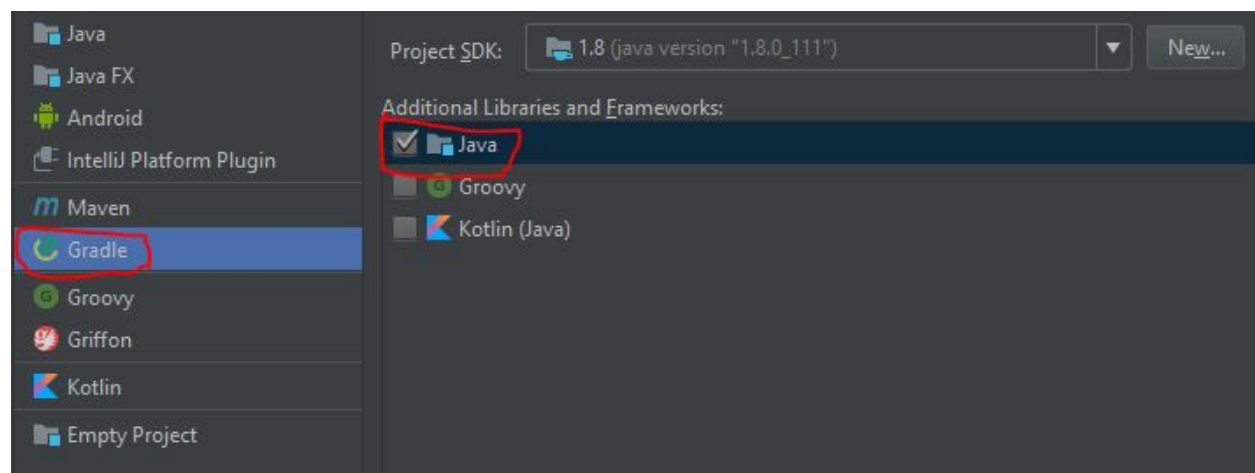 Java
Java FX
Android
IntelliJ Platform Plugin
Maven
Gradle
Groovy
Griffon
Kotlin
Empty Project
Project SDK: 1.8 (java version "1.8.0_111") New...
Additional Libraries and Frameworks:
Java
Groovy
Kotlin (Java)